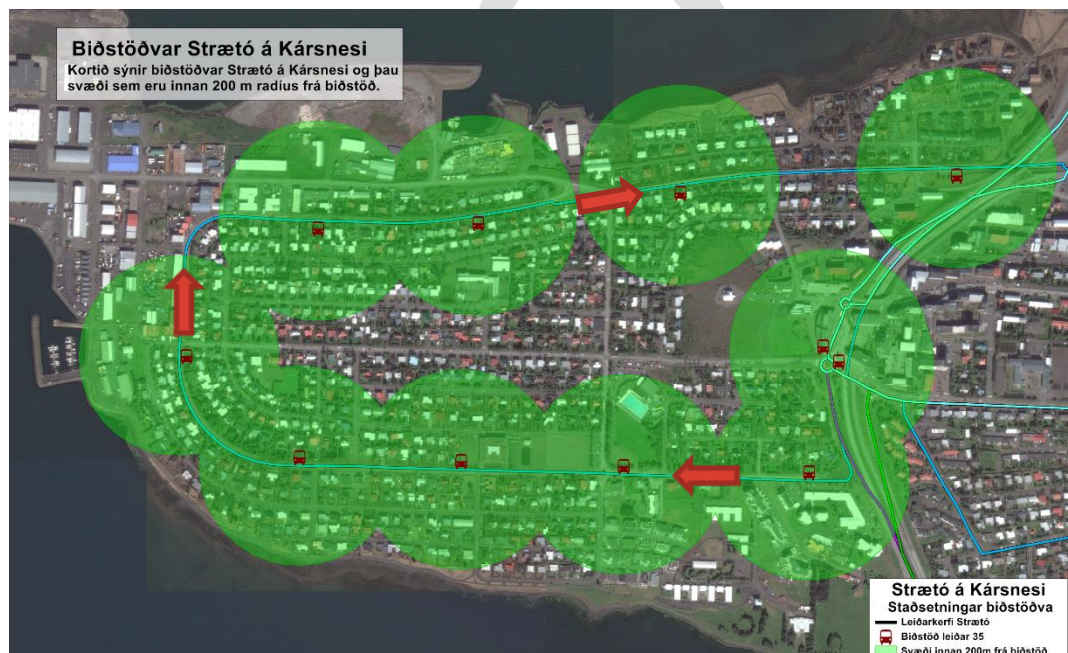 Biðstöðvar Strætó á Kársnesi
Kortið sýnir biðstöðvar Strætó á Kársnesi og þau
svæði sem eru innan 200 m radíus frá biðstöð.
Strætó á Kársnesi
Staðsetningar biðstöðva
Leiðarkerfi Strætó
Biðstöð leiðar 35
Svæði innan 200m frá biðstöð